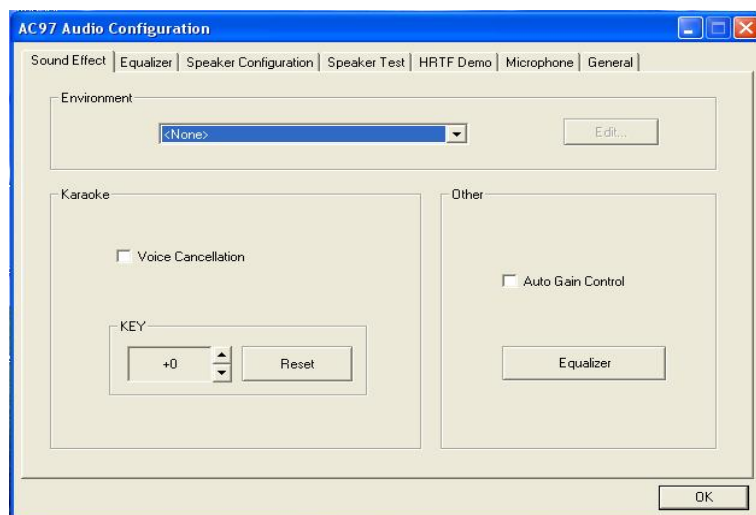 AC97 Audio Configuration
Sound Effect Equalizer Speaker Configuration Speaker Test HRTF Demo Microphone General
Environment
<None>
Edit...
Karaoke
Other
Voice Cancellation
Auto Gain Control
KEY
+0
Reset
Equalizer
OK